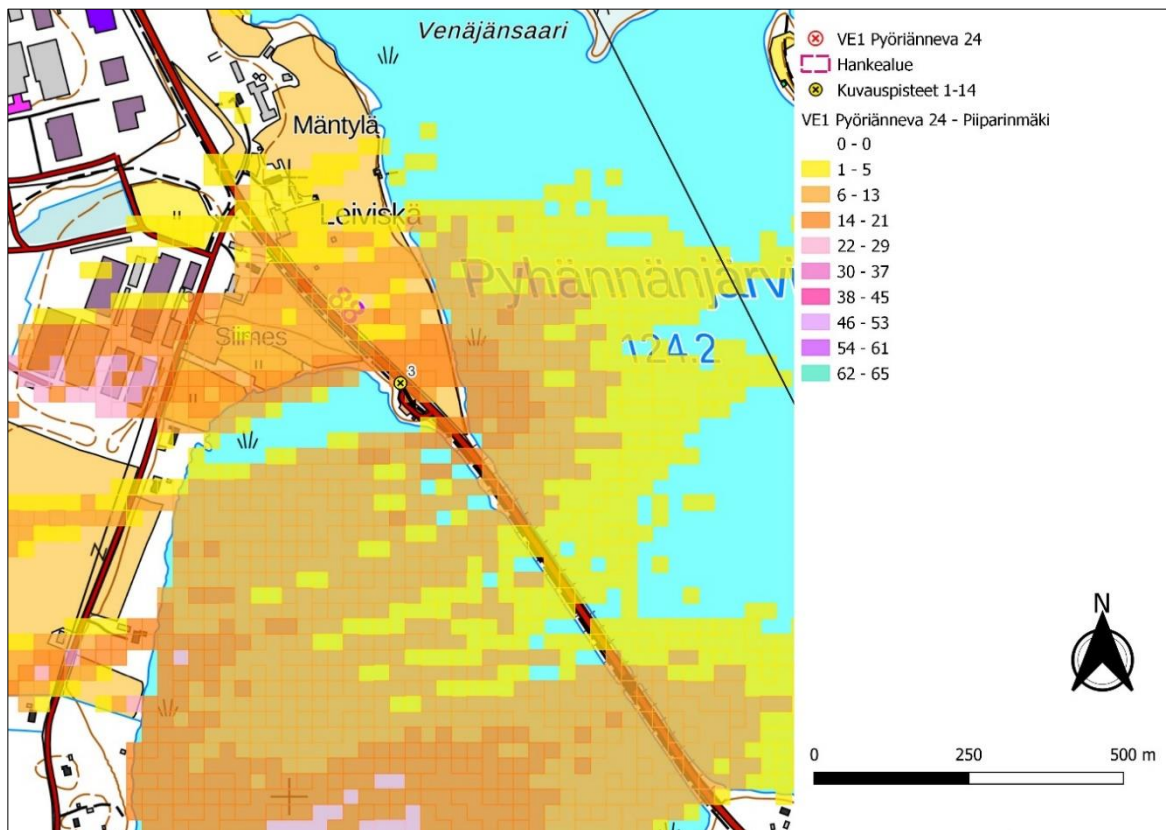 Venäjänsaari
Mäntylä
Leiviskä
Pyhännänjärvi
124.2
88
Siimes
3
VE1 Pyöriänneva 24
Hankealue
Kuvauspisteet 1-14
VE1 Pyöriänneva 24 - Piiparinmäki
0 - 0
1 - 5
6 - 13
14 - 21
22 - 29
30 - 37
38 - 45
46 - 53
54 - 61
62 - 65
N
0 250 500 m